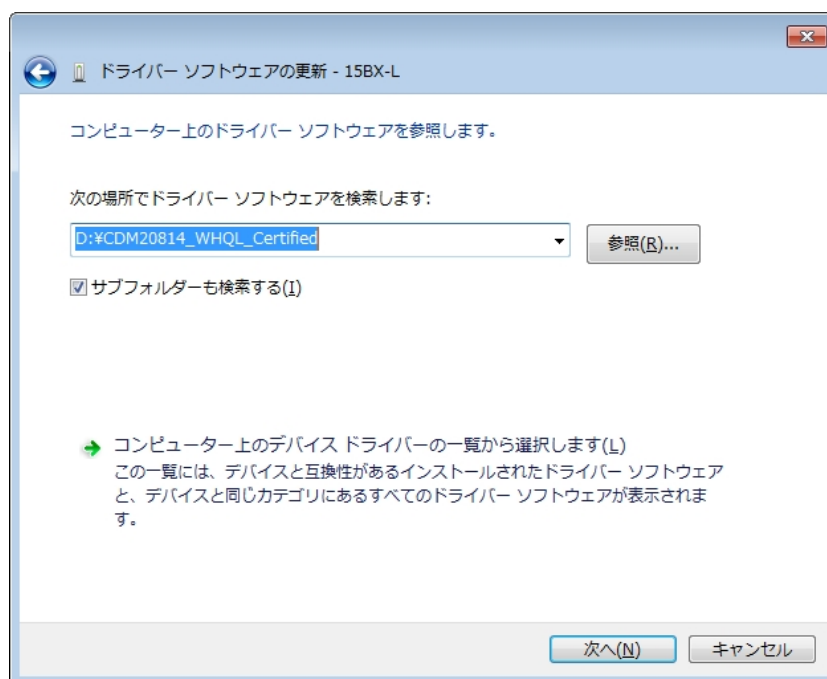 ドライバー ソフトウェアの更新 - 15BX-L
コンピューター上のドライバー ソフトウェアを参照します。
次の場所でドライバー ソフトウェアを検索します:
D:¥CDM20814_WHQL_Certified
参照(R)...
サブフォルダーも検索する(I)
コンピューター上のデバイス ドライバーの一覧から選択します(L)
この一覧には、デバイスと互換性があるインストールされたドライバー ソフトウェア
と、デバイスと同じカテゴリにあるすべてのドライバー ソフトウェアが表示されま
す。
次へ(N)
キャンセル